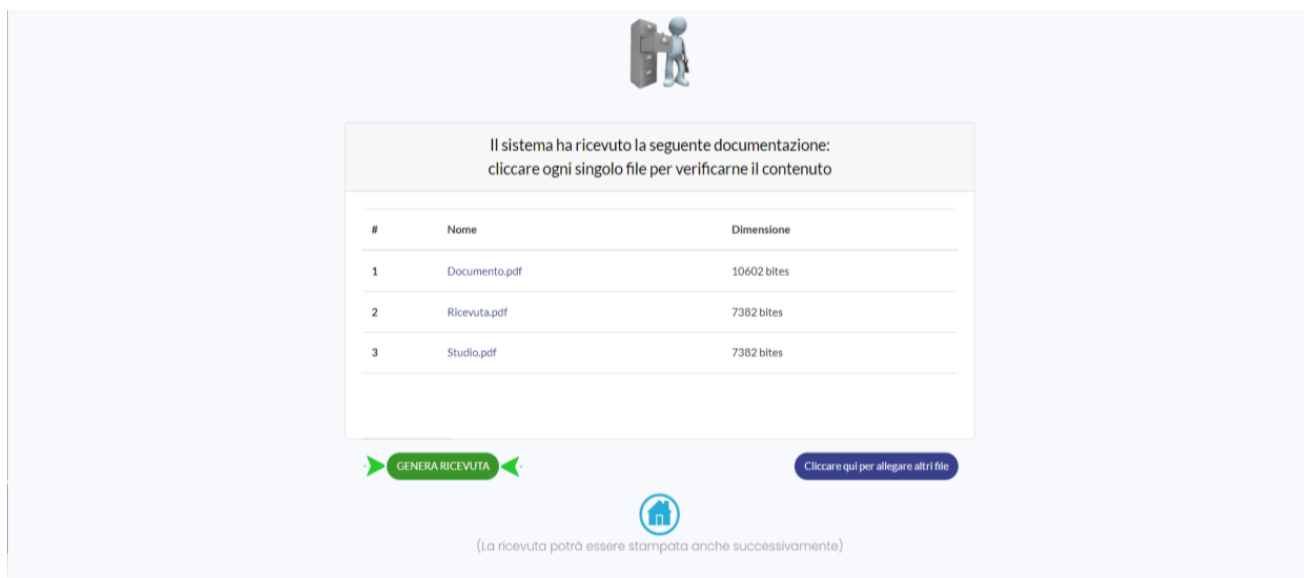 Il sistema ha ricevuto la seguente documentazione:
cliccare ogni singolo file per verificarne il contenuto
# Nome Dimensione
1 Documento.pdf 10602 bites
2 Ricevuta.pdf 7382 bites
3 Studio.pdf 7382 bites
GENERA RICEVUTA Cliccare qui per allegare altri file
(La ricevuta potrà essere stampata anche successivamente)